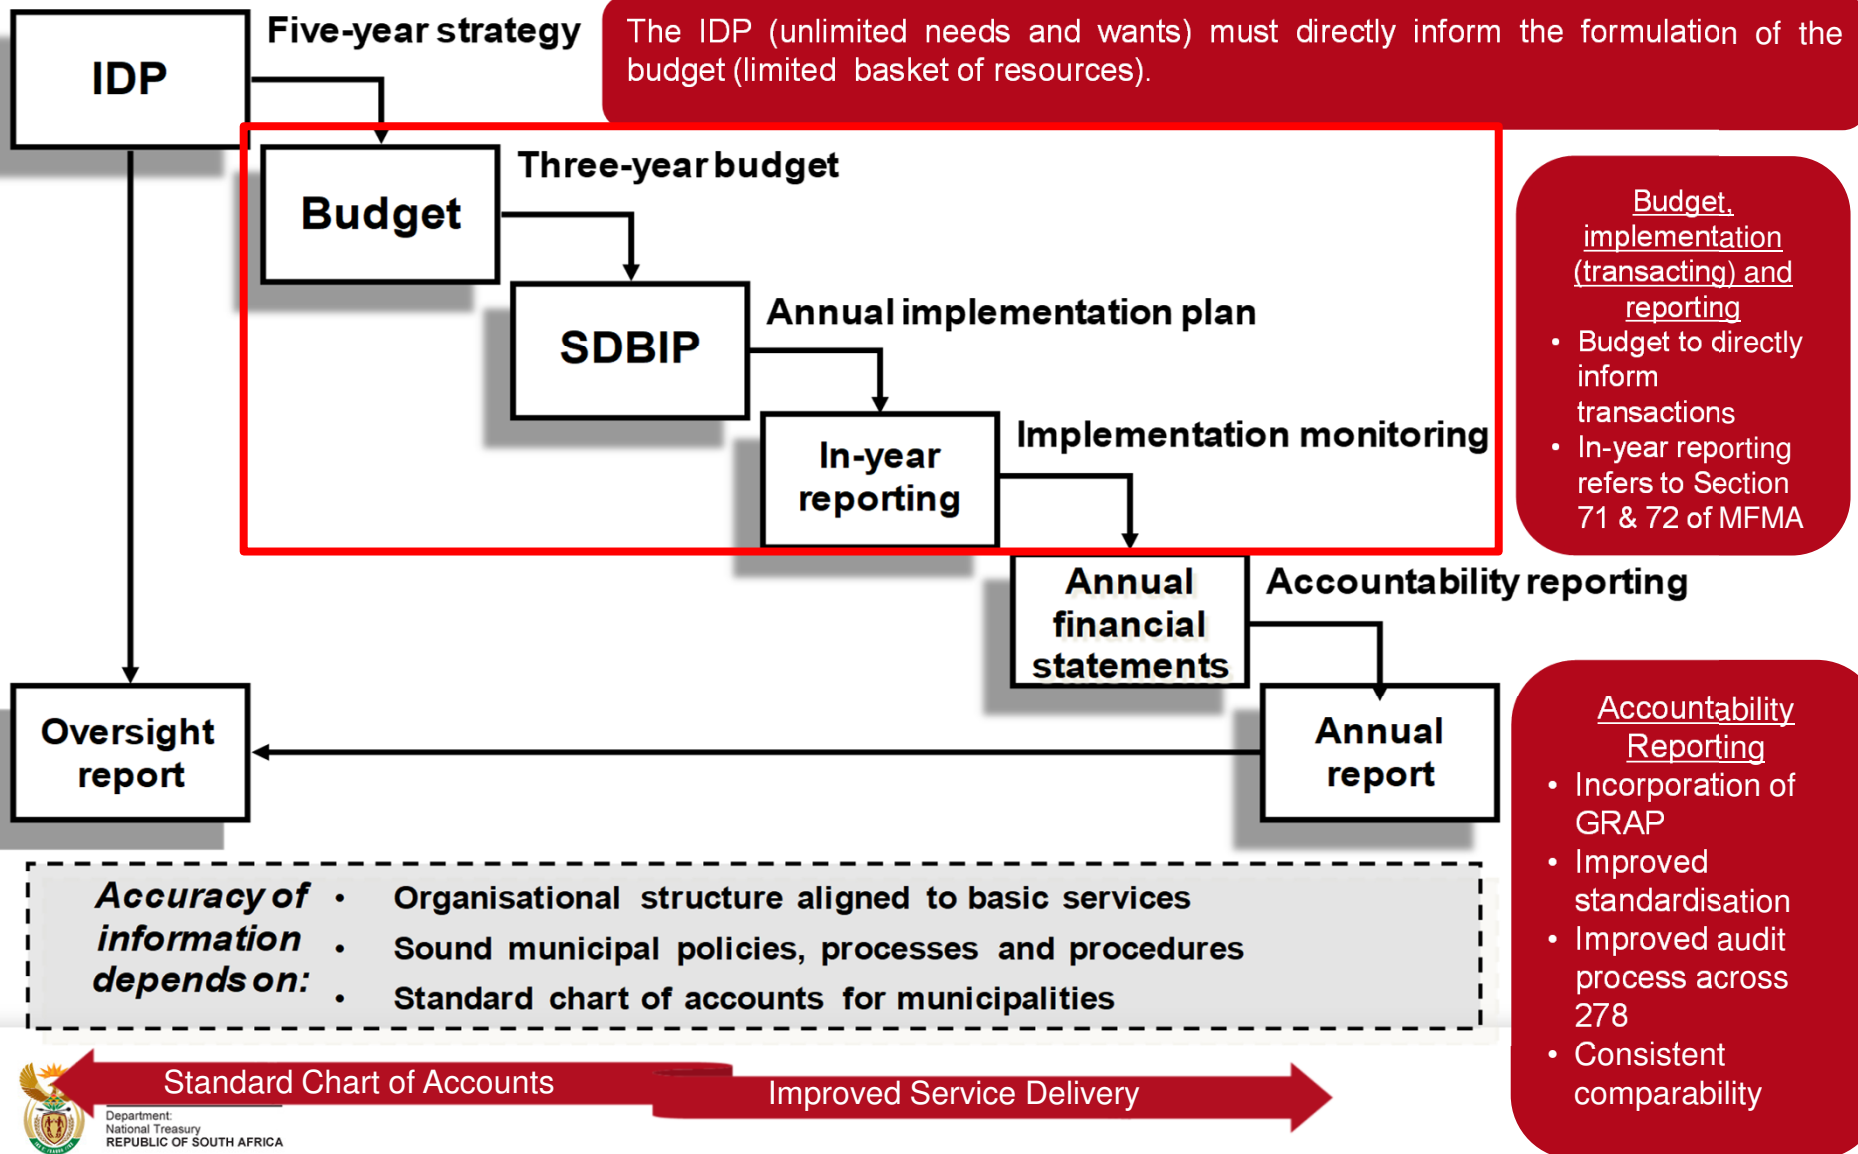 IDP
Five-year strategy
The IDP (unlimited needs and wants) must directly inform the formulation of the
budget (limited basket of resources).
Budget
Three-year budget
SDBIP
Annual implementation plan
In-year
reporting
Implementation monitoring
Budget,
implementation
(transacting) and
reporting
• Budget to directly
inform
transactions
• In-year reporting
refers to Section
71 & 72 of MFMA
Annual
financial
statements
Accountability reporting
Oversight
report
Annual
report
Accountability
Reporting
• Incorporation of
GRAP
• Improved
standardisation
• Improved audit
process across
278
• Consistent
comparability
Accuracy of
information
depends on:
• Organisational structure aligned to basic services
• Sound municipal policies, processes and procedures
• Standard chart of accounts for municipalities
Standard Chart of Accounts
Improved Service Delivery
Department:
National Treasury
REPUBLIC OF SOUTH AFRICA